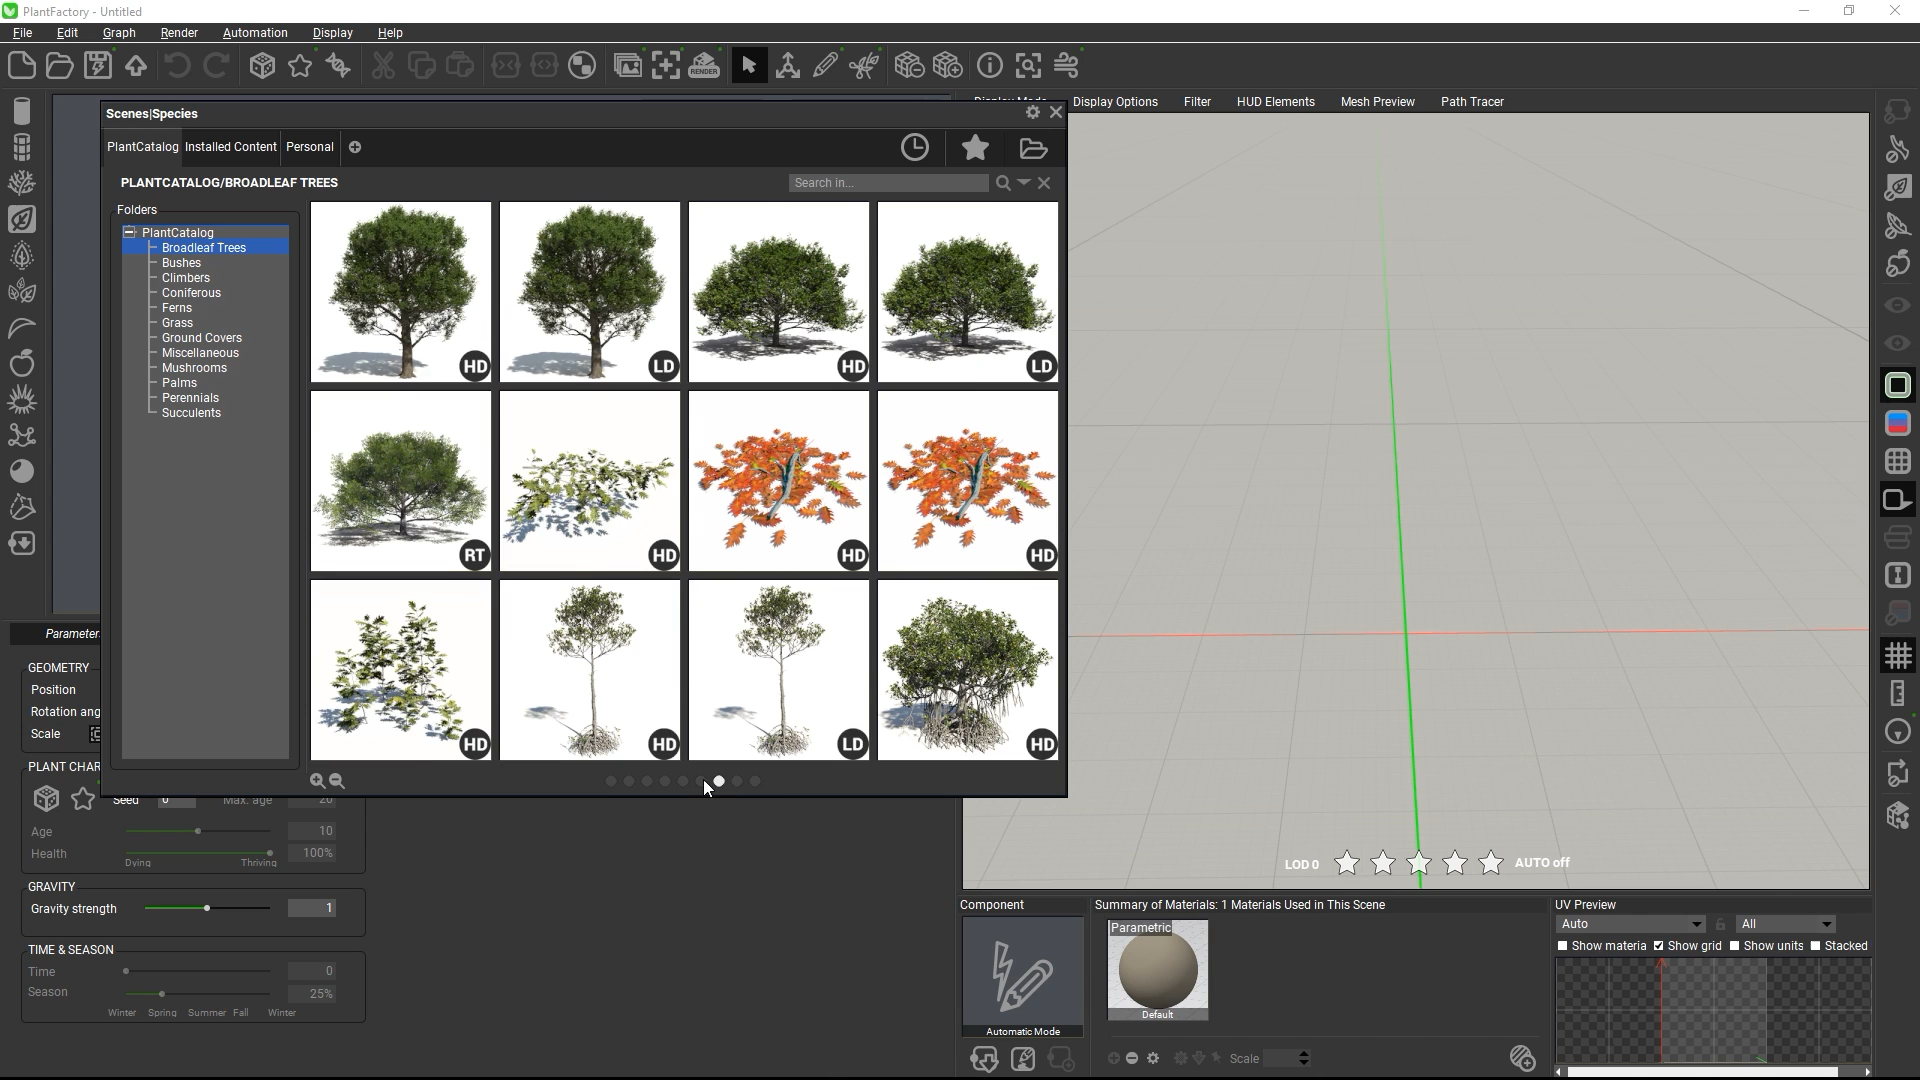 PlantFactory - Untitled
File Edit Graph Render Automation Display Help
RENDER
Display Options Filter HUD Elements Mesh Preview Path Tracer
Scenes|Species
PlantCatalog Installed Content Personal
PLANTCATALOG/BROADLEAF TREES
Search in...
Folders
PlantCatalog
Broadleaf Trees
Bushes
Climbers
Coniferous
Ferns
Grass
Ground Covers
Miscellaneous
Mushrooms
Palms
Perennials
Succulents
HD LD HD LD
RT HD HD HD
HD HD LD HD
Parameter
GEOMETRY
Position
Rotation ang
Scale
PLANT CHAR
Seed 0 Max. age 20
Age 10
Health 100%
Dying Thriving
GRAVITY
Gravity strength 1
TIME & SEASON
Time 0
Season 25%
Winter Spring Summer Fall Winter
LOD 0 AUTO off
Component
Automatic Mode
Summary of Materials: 1 Materials Used in This Scene
Parametric
Default
Scale
UV Preview
Auto All
Show materia Show grid Show units Stacked